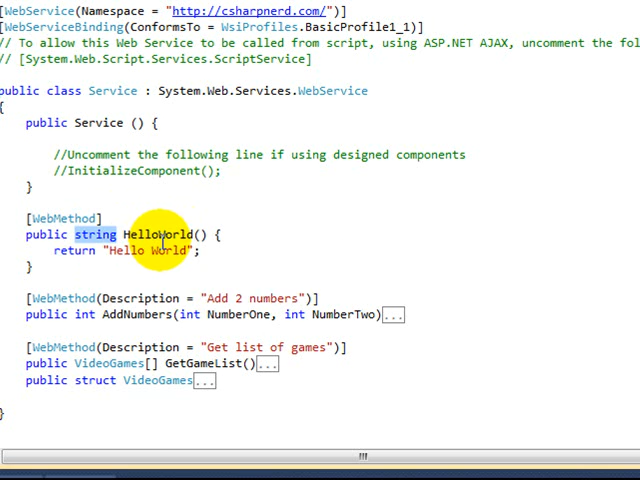 [WebService(Namespace = "http://csharpnerd.com/")]
[WebServiceBinding(ConformsTo = WsiProfiles.BasicProfile1_1)]
// To allow this Web Service to be called from script, using ASP.NET AJAX, uncomment the
// [System.Web.Script.Services.ScriptService]
public class Service : System.Web.Services.WebService
{
public Service () {
//Uncomment the following line if using designed components
//InitializeComponent();
}
[WebMethod]
public string HelloWorld() {
return "Hello World";
}
[WebMethod(Description = "Add 2 numbers")]
public int AddNumbers(int NumberOne, int NumberTwo)...
[WebMethod(Description = "Get list of games")]
public VideoGames[] GetGameList()...
public struct VideoGames...
}